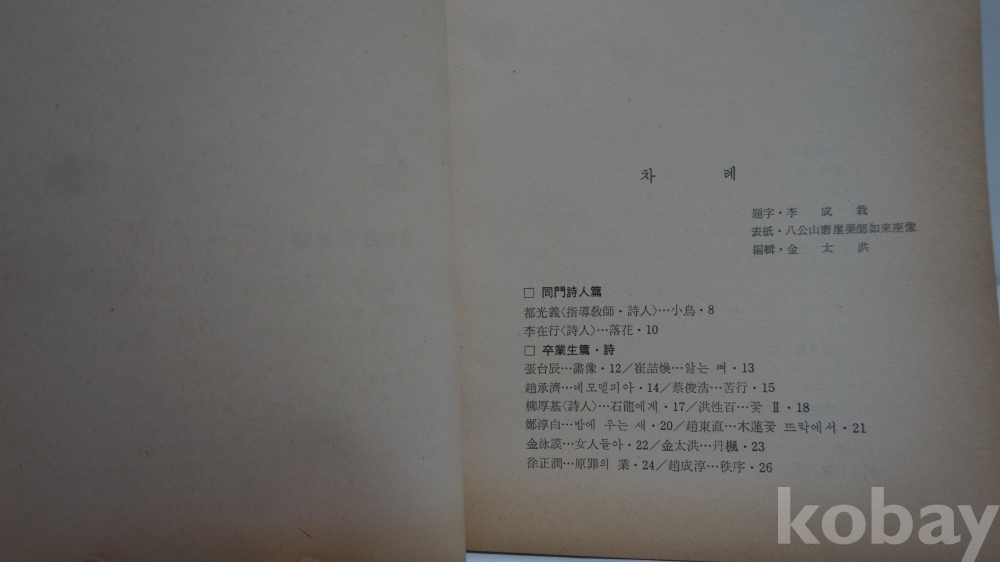 차 례
題字・李 成 栽
表紙・八公山磨崖藥師如來座像
編輯・金 太 洪
□ 同門詩人篇
都光義〈指導敎師・詩人〉…小鳥・8
李在行〈詩人〉…落花・10
□ 卒業生篇・詩
張台辰…畵像・12／崔喆煥…앓는 뼈・13
趙承濟…네모델피아・14／蔡俊浩…苦行・15
柳厚基〈詩人〉…石龍에게・17／洪性百…꽃 Ⅱ・18
鄭淳白…밤에 우는 새・20／趙東直…木蓮꽃 뜨락에서・21
金泳謨…女人들아・22／金太洪…丹楓・23
徐正潤…原罪의 業・24／趙成淳…秩序・26
kobay